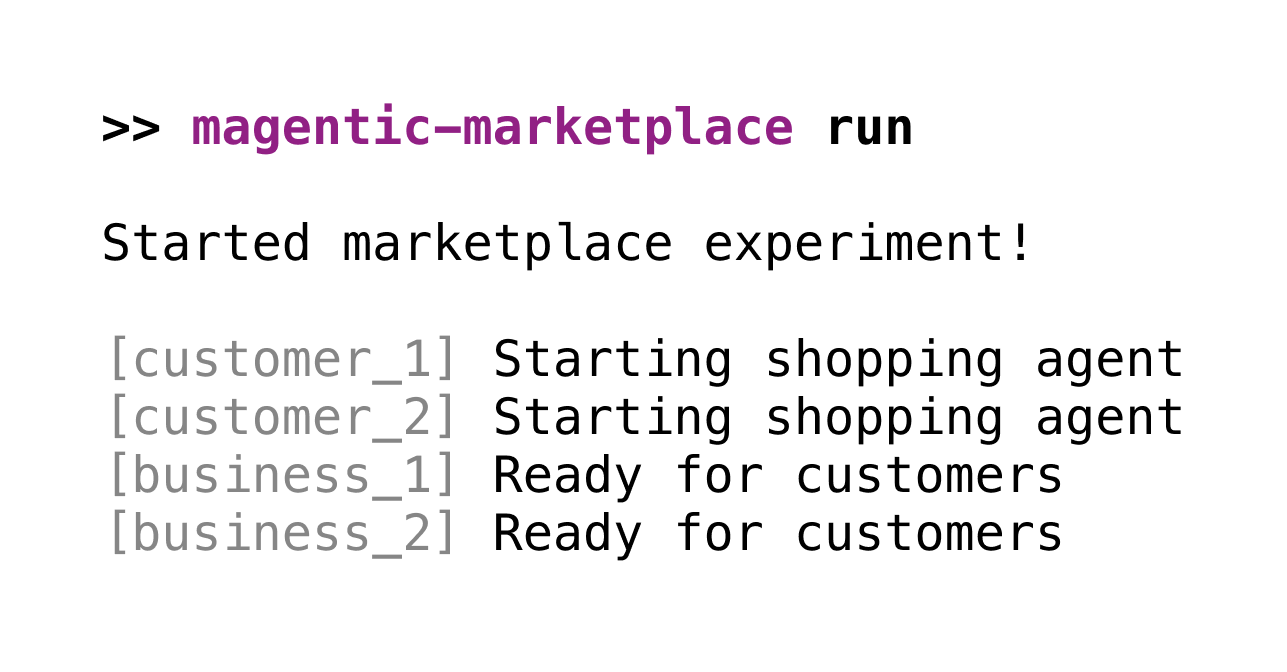 >> magentic-marketplace run
Started marketplace experiment!
[customer_1] Starting shopping agent
[customer_2] Starting shopping agent
[business_1] Ready for customers
[business_2] Ready for customers